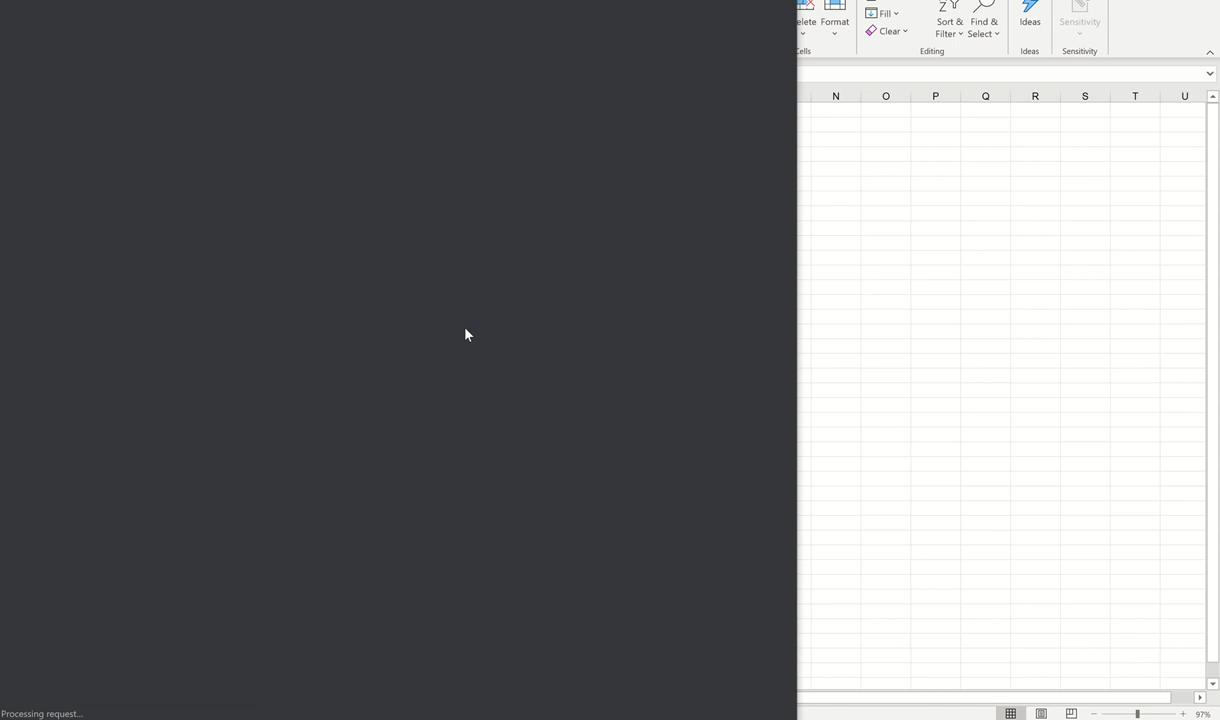 elete
Format
Fill
Clear
Sort &
Filter
Find &
Select
Ideas
Sensitivity
Cells
Editing
Ideas
Sensitivity
N O P Q R S T U
Processing request...
97%